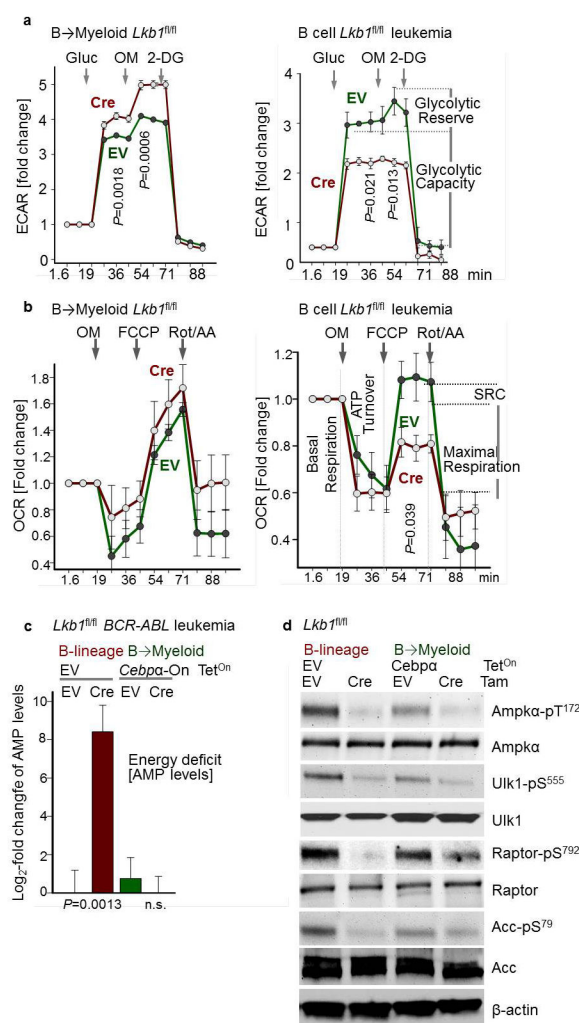 a
B→Myeloid Lkb1fl/fl
Gluc OM 2-DG
ECAR [fold change]
5
4
3
2
1
0
Cre
EV
P=0.0018
P=0.0006
1.6 19 36 54 71 88
B cell Lkb1fl/fl leukemia
Gluc OM 2-DG
ECAR [fold change]
4
3
2
1
0
EV
Cre
P=0.021
P=0.013
Glycolytic
Reserve
Glycolytic
Capacity
1.6 19 36 54 71 88 min
b
B→Myeloid Lkb1fl/fl
OM FCCP Rot/AA
OCR [Fold change]
1.8
1.6
1.4
1.2
1.0
0.8
0.6
0.4
Cre
EV
1.6 19 36 54 71 88
B cell Lkb1fl/fl leukemia
OM FCCP Rot/AA
OCR [Fold change]
1.2
1.0
0.8
0.6
0.4
Basal
Respiration
ATP
Turnover
EV
Cre
P=0.039
SRC
Maximal
Respiration
1.6 19 36 54 71 88 min
c
Lkb1fl/fl BCR-ABL leukemia
B-lineage B→Myeloid
EV Cebpα-On TetOn
EV Cre EV Cre
Log2-fold changfe of AMP levels
10
8
6
4
2
0
Energy deficit
[AMP levels]
P=0.0013 n.s.
d
Lkb1fl/fl
B-lineage B→Myeloid
EV Cebpα TetOn
EV Cre EV Cre Tam
Ampkα-pT172
Ampkα
Ulk1-pS555
Ulk1
Raptor-pS792
Raptor
Acc-pS79
Acc
β-actin